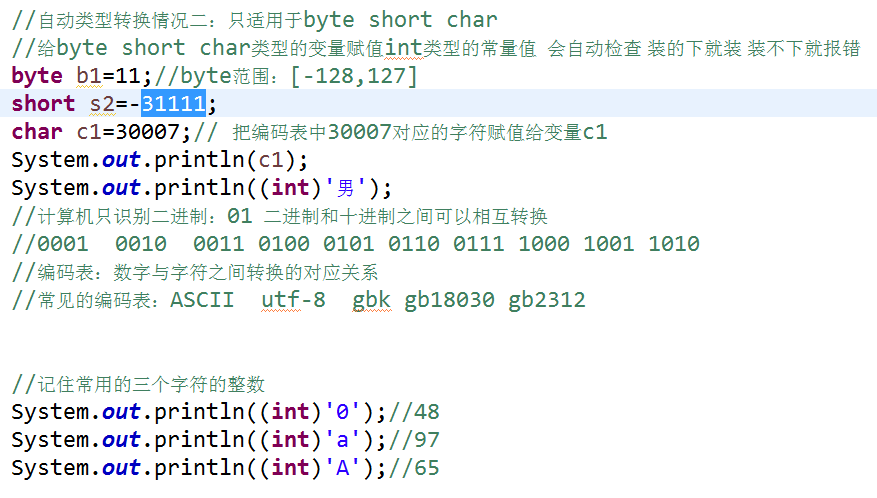 //自动类型转换情况二：只适用于byte short char
//给byte short char类型的变量赋值int类型的常量值 会自动检查 装的下就装 装不下就报错
byte b1=11;//byte范围：[-128,127]
short s2=-31111;
char c1=30007;// 把编码表中30007对应的字符赋值给变量c1
System.out.println(c1);
System.out.println((int)'男');
//计算机只识别二进制：01 二进制和十进制之间可以相互转换
//0001  0010  0011 0100 0101 0110 0111 1000 1001 1010
//编码表：数字与字符之间转换的对应关系
//常见的编码表：ASCII  utf-8  gbk gb18030 gb2312
//记住常用的三个字符的整数
System.out.println((int)'0');//48
System.out.println((int)'a');//97
System.out.println((int)'A');//65